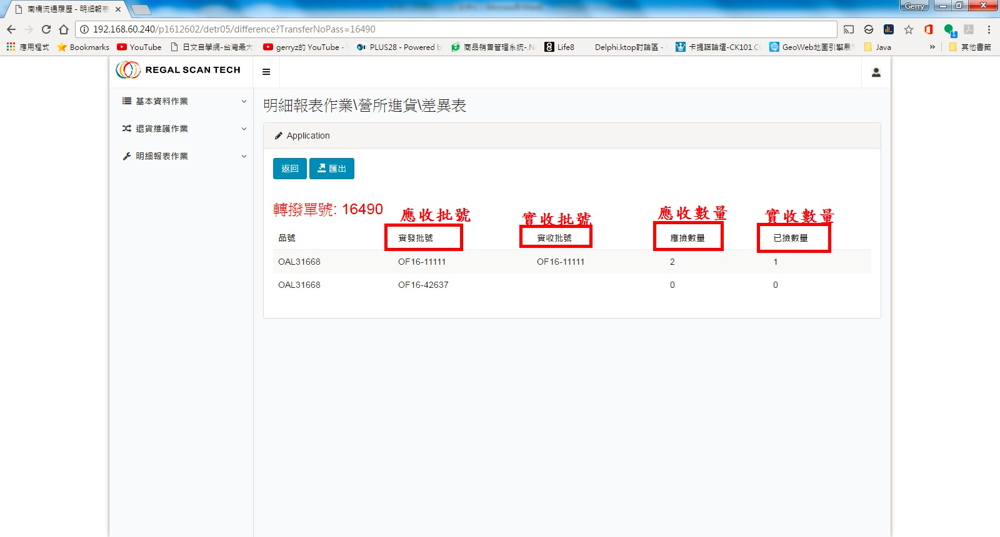 南橋流通履歷 - 明細報表
Gerry
192.168.60.240/p1612602/detr05/difference?TransferNoPass=16490
應用程式 Bookmarks YouTube 日文自學網-台灣最大 gerryz的 YouTube - PLUS28 - Powered b 商品銷售管理系統-.N Life8 Delphi.ktop討論區 - 卡提諾論壇-CK101.C GeoWeb地圖引擎展示 Java » 其他書籤
REGAL SCAN TECH
基本資料作業
退貨維護作業
明細報表作業
明細報表作業\營所進貨\差異表
Application
返回 匯出
轉撥單號: 16490
應收批號 實收批號 應收數量 實收數量
品號 實發批號 實收批號 應撿數量 已撿數量
OAL31668 OF16-11111 OF16-11111 2 1
OAL31668 OF16-42637 0 0